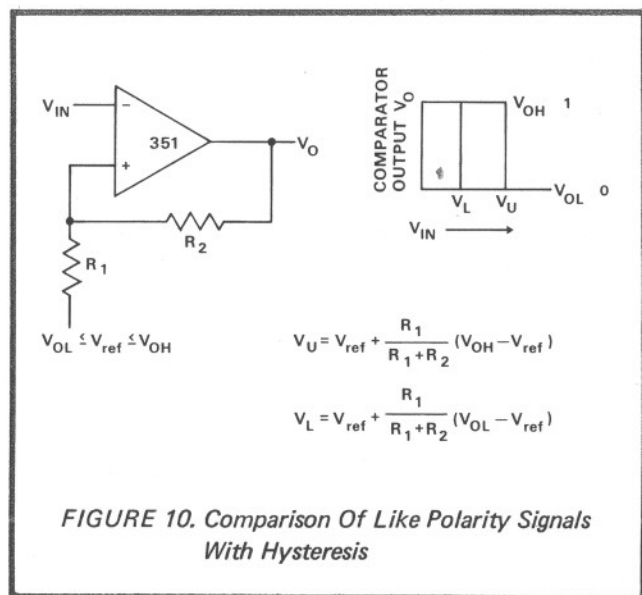 V_IN
−
351
+
V_O
R_2
R_1
V_OL ≤ V_ref ≤ V_OH
COMPARATOR
OUTPUT V_O
V_OH 1
V_OL 0
V_L V_U
V_IN
V_U = V_ref + R_1 / (R_1+R_2) (V_OH − V_ref)
V_L = V_ref + R_1 / (R_1+R_2) (V_OL − V_ref)
FIGURE 10. Comparison Of Like Polarity Signals
With Hysteresis